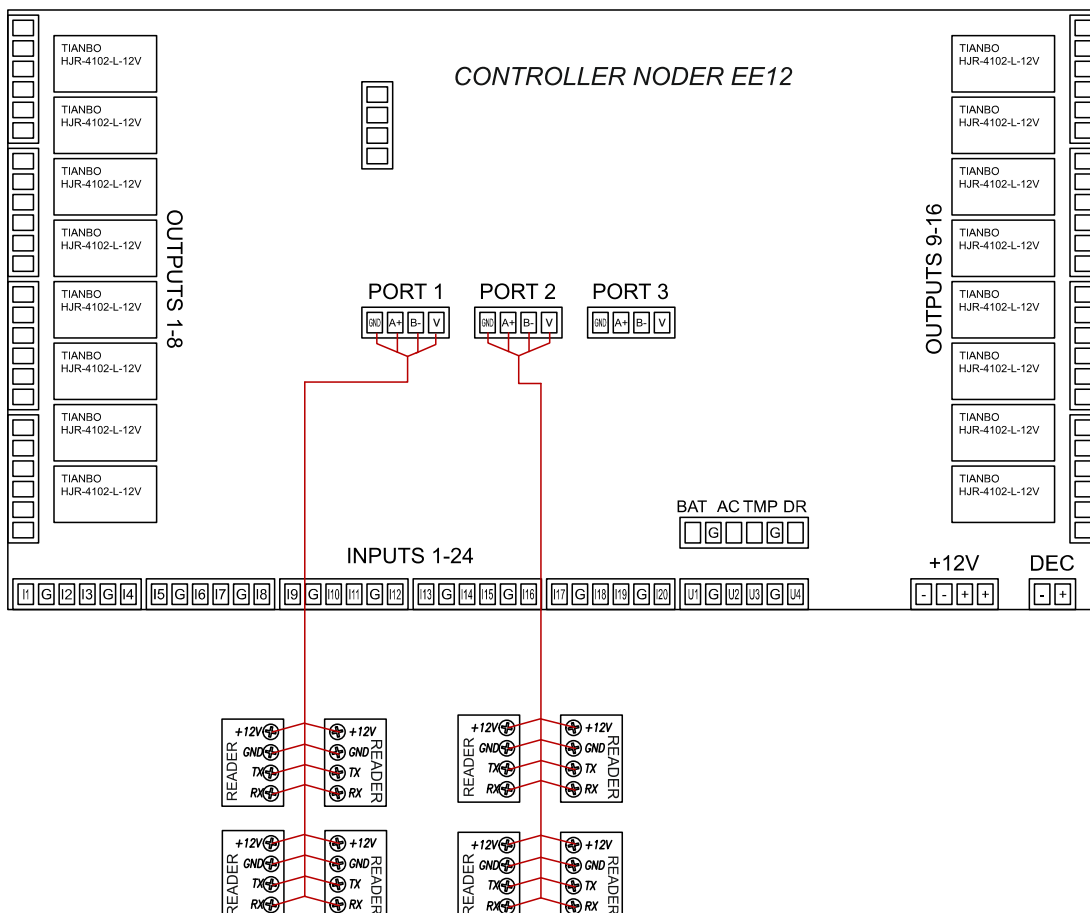 CONTROLLER NODER EE12
TIANBO
HJR-4102-L-12V
TIANBO
HJR-4102-L-12V
TIANBO
HJR-4102-L-12V
TIANBO
HJR-4102-L-12V
TIANBO
HJR-4102-L-12V
TIANBO
HJR-4102-L-12V
TIANBO
HJR-4102-L-12V
TIANBO
HJR-4102-L-12V
OUTPUTS 1-8
PORT 1 PORT 2 PORT 3
GND A+ B- V GND A+ B- V GND A+ B- V
OUTPUTS 9-16
TIANBO
HJR-4102-L-12V
TIANBO
HJR-4102-L-12V
TIANBO
HJR-4102-L-12V
TIANBO
HJR-4102-L-12V
TIANBO
HJR-4102-L-12V
TIANBO
HJR-4102-L-12V
TIANBO
HJR-4102-L-12V
TIANBO
HJR-4102-L-12V
BAT AC TMP DR
G G
INPUTS 1-24
+12V DEC
I1 G I2 I3 G I4 I5 G I6 I7 G I8 I9 G I10 I11 G I12 I13 G I14 I15 G I16 I17 G I18 I19 G I20 U1 G U2 U3 G U4 - - + + - +
READER
+12V
GND
TX
RX
+12V
GND
TX
RX
READER
READER
+12V
GND
TX
RX
+12V
GND
TX
RX
READER
READER
+12V
GND
TX
RX
+12V
GND
TX
RX
READER
READER
+12V
GND
TX
RX
+12V
GND
TX
RX
READER